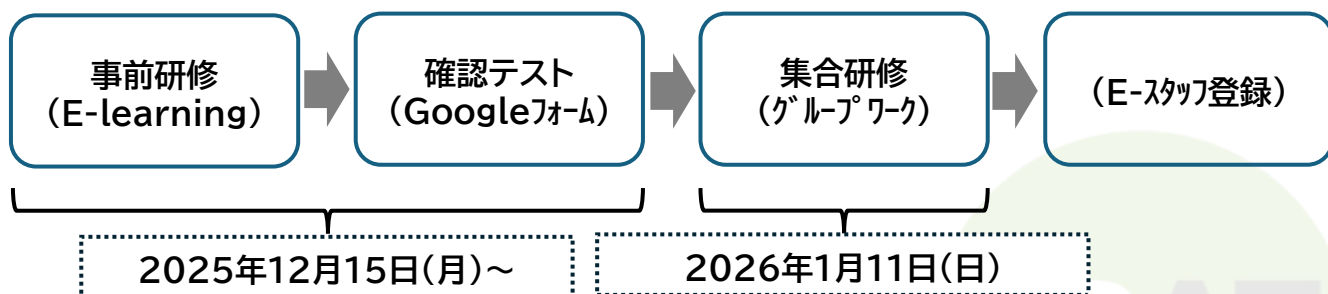 事前研修
(E-learning)
確認テスト
(Googleﾌｫｰﾑ)
集合研修
(ｸﾞﾙｰﾌﾟﾜｰｸ)
(E-ｽﾀｯﾌ登録)
2025年12月15日(月)～
2026年1月11日(日)